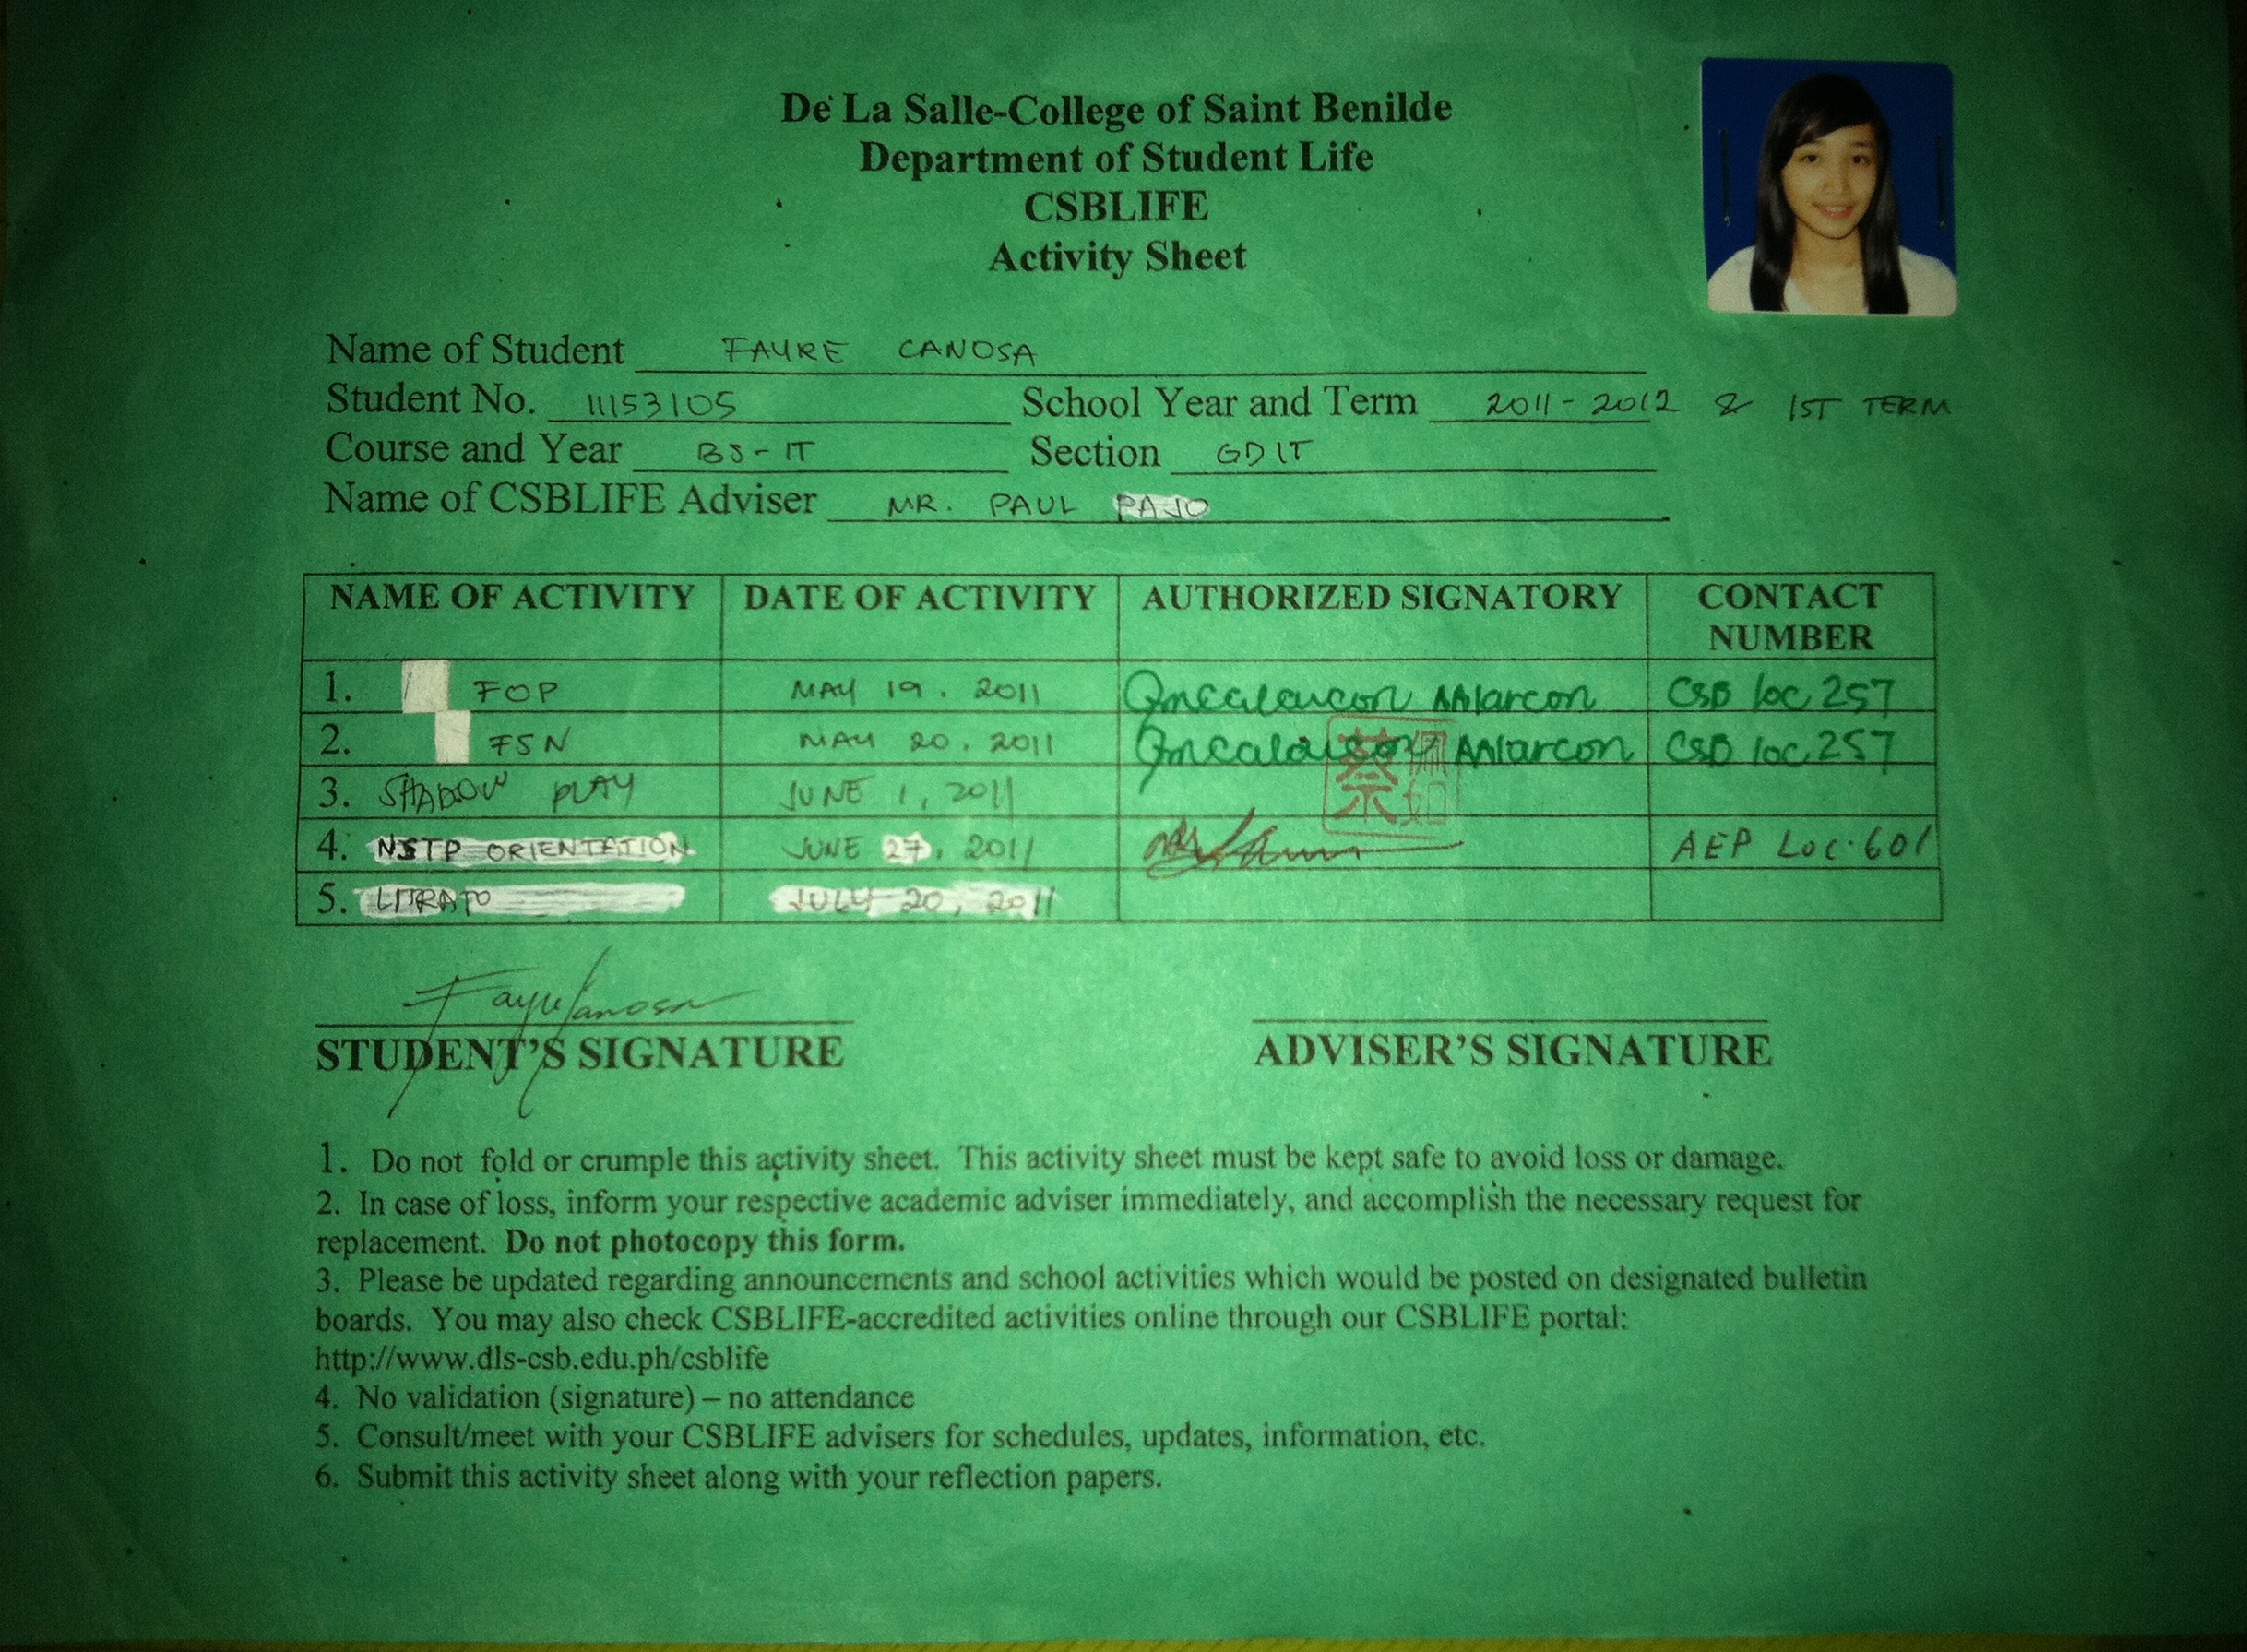 De La Salle-College of Saint Benilde
Department of Student Life
CSBLIFE
Activity Sheet
Name of Student FAYRE CANOSA
Student No. 11153105 School Year and Term 2011-2012 & 1ST TERM
Course and Year BS-IT Section GDIT
Name of CSBLIFE Adviser MR. PAUL PAJO
NAME OF ACTIVITY DATE OF ACTIVITY AUTHORIZED SIGNATORY CONTACT NUMBER
1. FOP MAY 19, 2011 CSB loc 257
2. FSN MAY 20, 2011 CSB loc 257
3. SHADOW PLAY JUNE 1, 2011 蔡佩如
4. NSTP ORIENTATION JUNE 27, 2011 AEP LOC. 601
5. LITRATO JULY 20, 2011
Fayre Canosa
STUDENT'S SIGNATURE ADVISER'S SIGNATURE
1. Do not fold or crumple this activity sheet. This activity sheet must be kept safe to avoid loss or damage.
2. In case of loss, inform your respective academic adviser immediately, and accomplish the necessary request for
replacement. Do not photocopy this form.
3. Please be updated regarding announcements and school activities which would be posted on designated bulletin
boards. You may also check CSBLIFE-accredited activities online through our CSBLIFE portal:
http://www.dls-csb.edu.ph/csblife
4. No validation (signature) – no attendance
5. Consult/meet with your CSBLIFE advisers for schedules, updates, information, etc.
6. Submit this activity sheet along with your reflection papers.